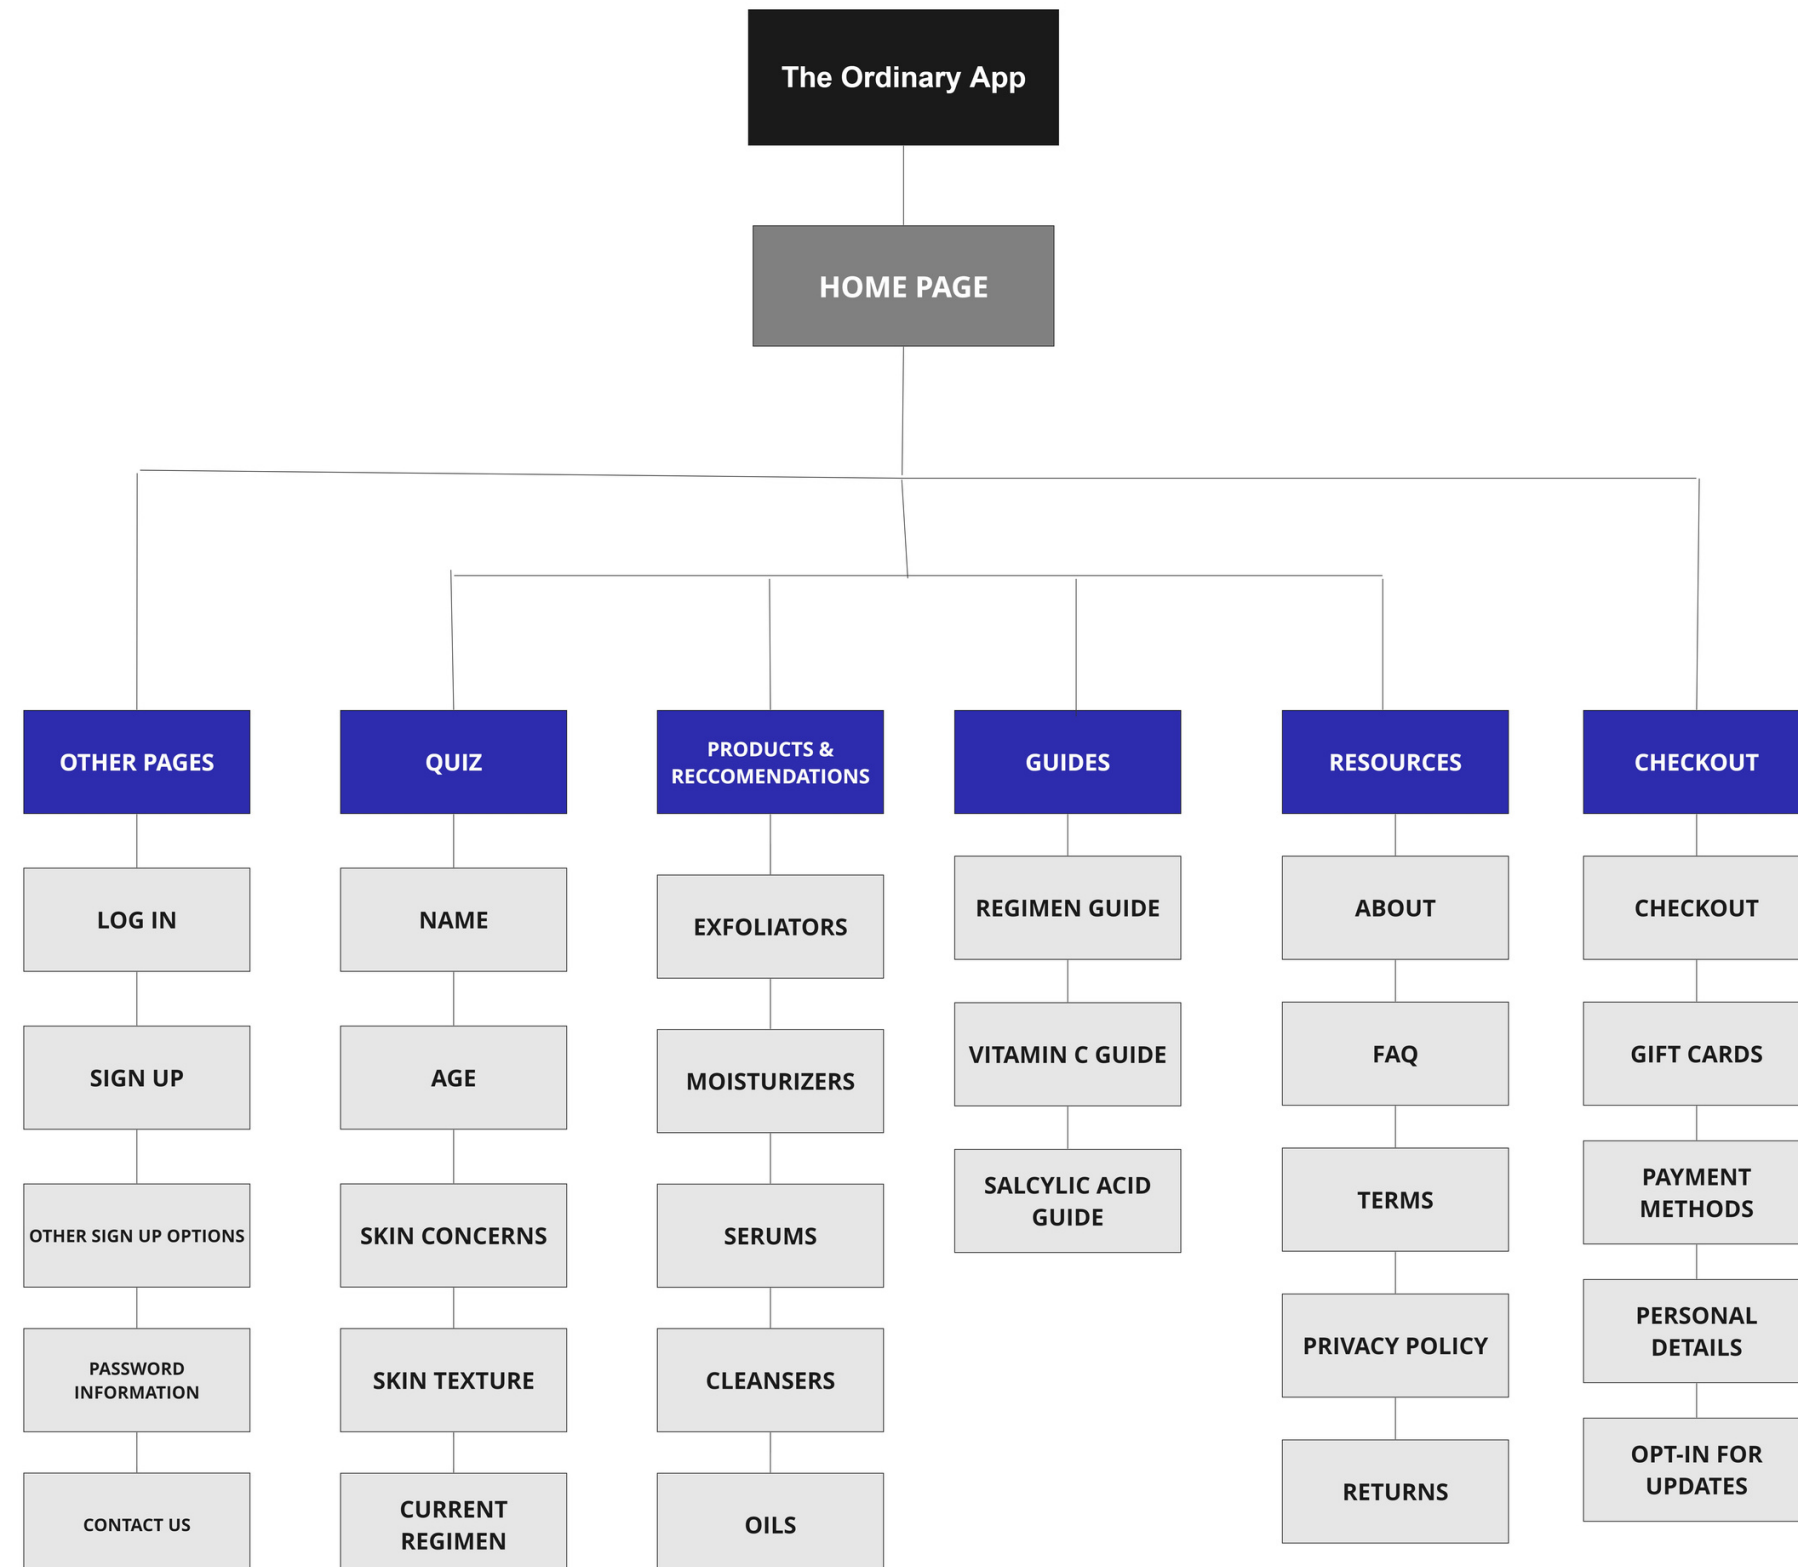 The Ordinary App
HOME PAGE
OTHER PAGES
LOG IN
SIGN UP
OTHER SIGN UP OPTIONS
PASSWORD
INFORMATION
CONTACT US
QUIZ
NAME
AGE
SKIN CONCERNS
SKIN TEXTURE
CURRENT
REGIMEN
PRODUCTS &
RECCOMENDATIONS
EXFOLIATORS
MOISTURIZERS
SERUMS
CLEANSERS
OILS
GUIDES
REGIMEN GUIDE
VITAMIN C GUIDE
SALCYLIC ACID
GUIDE
RESOURCES
ABOUT
FAQ
TERMS
PRIVACY POLICY
RETURNS
CHECKOUT
CHECKOUT
GIFT CARDS
PAYMENT
METHODS
PERSONAL
DETAILS
OPT-IN FOR
UPDATES